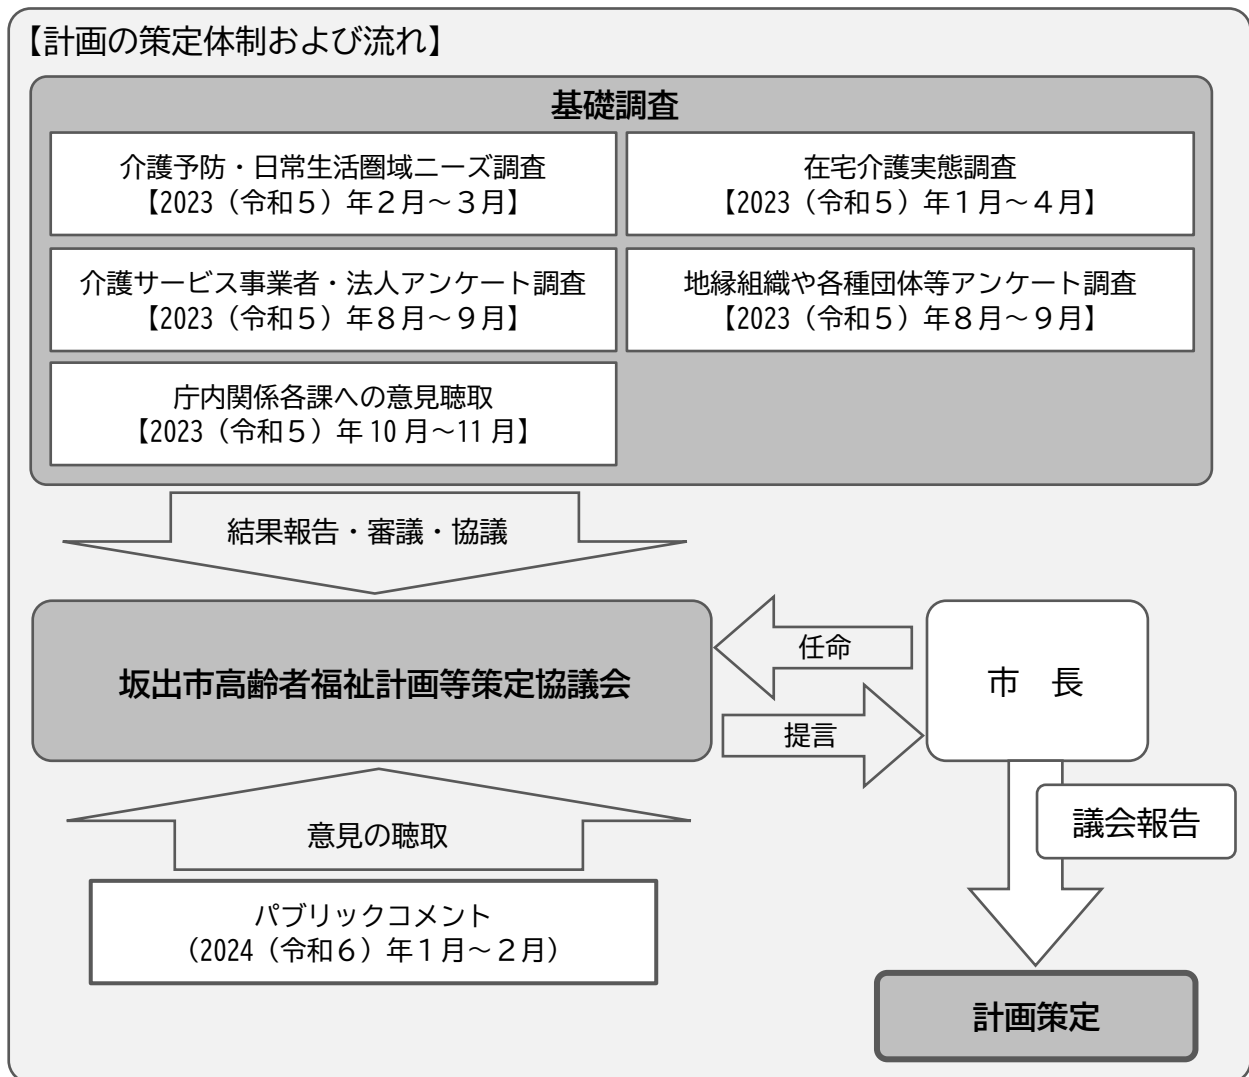 【計画の策定体制および流れ】
基礎調査
介護予防・日常生活圏域ニーズ調査
【2023（令和５）年２月～３月】
在宅介護実態調査
【2023（令和５）年１月～４月】
介護サービス事業者・法人アンケート調査
【2023（令和５）年８月～９月】
地縁組織や各種団体等アンケート調査
【2023（令和５）年８月～９月】
庁内関係各課への意見聴取
【2023（令和５）年 10 月～11 月】
結果報告・審議・協議
坂出市高齢者福祉計画等策定協議会
任命
提言
市　長
議会報告
意見の聴取
パブリックコメント
（2024（令和６）年１月～２月）
計画策定